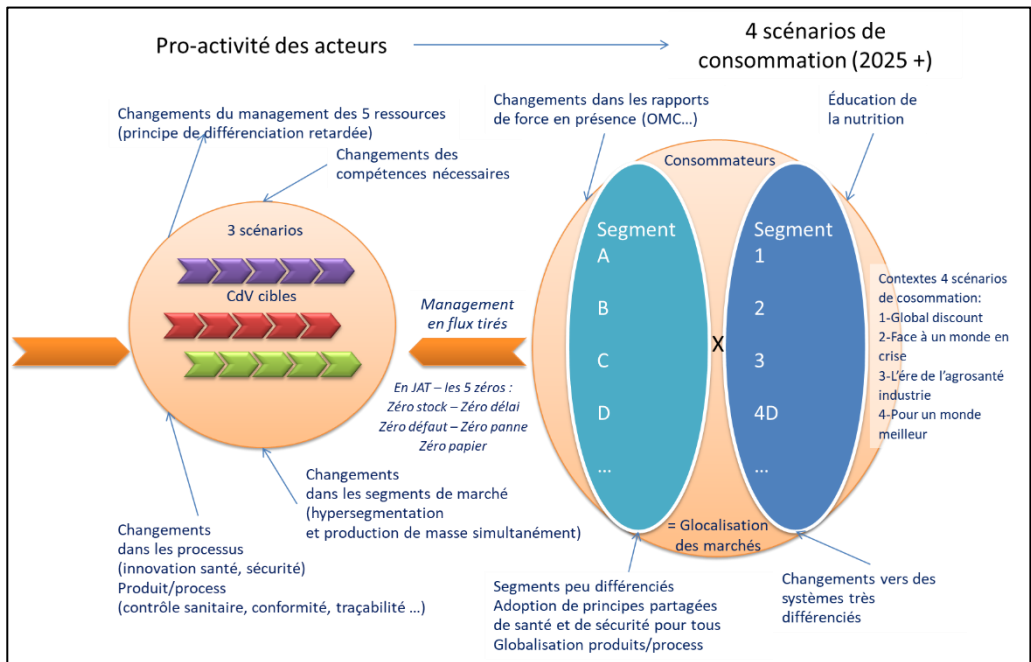 Pro-activité des acteurs
4 scénarios de
consommation (2025 +)
Changements du management des 5 ressources
(principe de différenciation retardée)
Changements des
compétences nécessaires
3 scénarios
CdV cibles
Management
en flux tirés
En JAT – les 5 zéros :
Zéro stock – Zéro délai
Zéro défaut – Zéro panne
Zéro papier
Changements
dans les segments de marché
(hypersegmentation
et production de masse simultanément)
Changements
dans les processus
(innovation santé, sécurité)
Produit/process
(contrôle sanitaire, conformité, traçabilité ...)
Changements dans les rapports
de force en présence (OMC...)
Éducation de
la nutrition
Consommateurs
Segment
A
B
C
D
...
X
Segment
1
2
3
4D
...
Contextes 4 scénarios
de cosommation:
1-Global discount
2-Face à un monde en
crise
3-L'ère de l'agrosanté
industrie
4-Pour un monde
meilleur
= Glocalisation
des marchés
Segments peu différenciés
Adoption de principes partagées
de santé et de sécurité pour tous
Globalisation produits/process
Changements vers des
systèmes très
différenciés